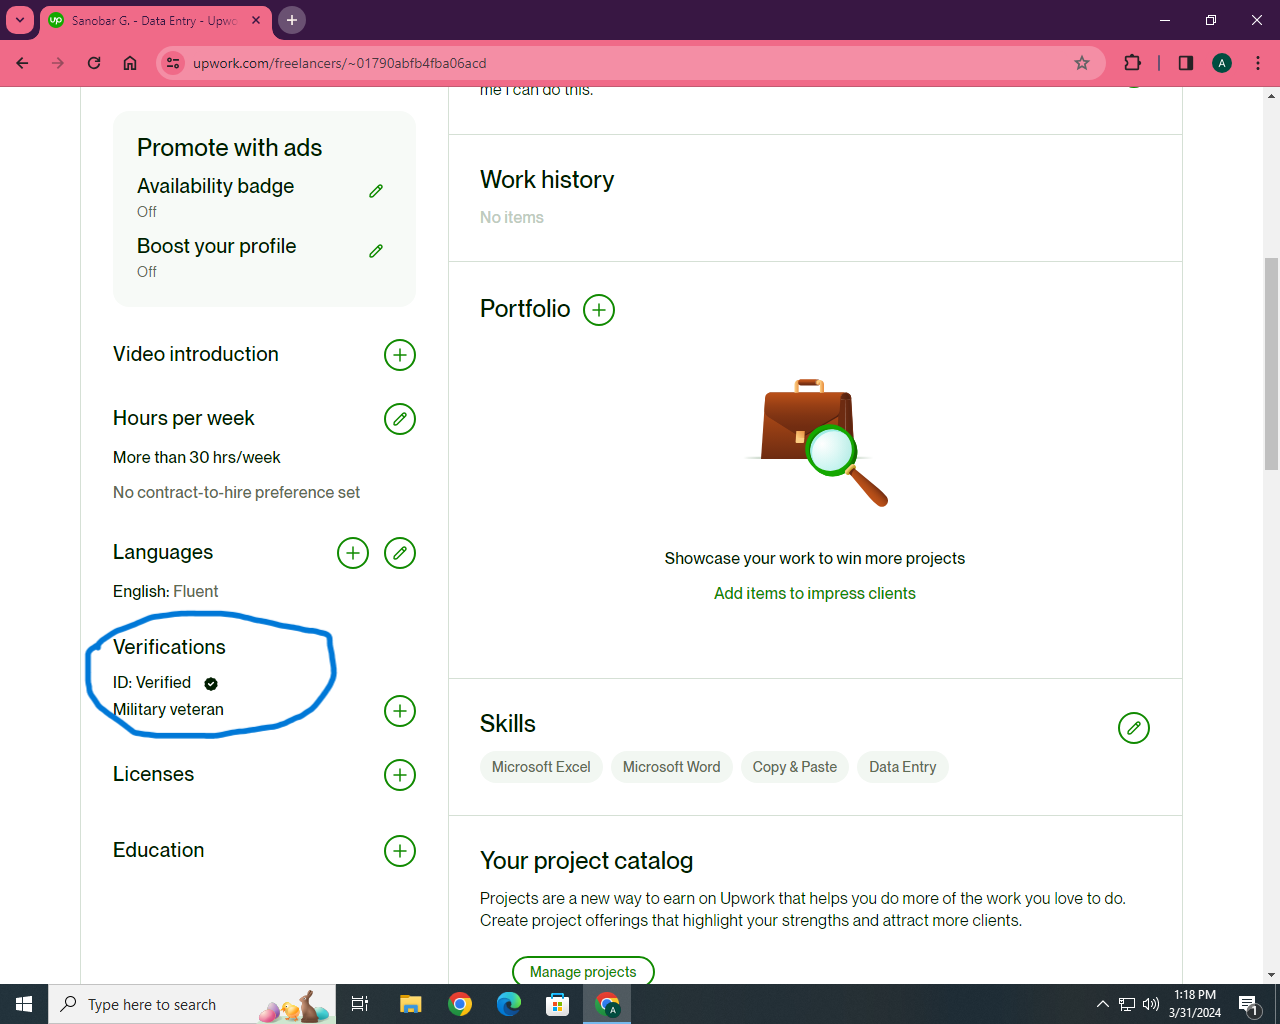 Sanobar G. - Data Entry - Upwo
upwork.com/freelancers/~01790abfb4fba06acd
A
me I can do this.
Promote with ads
Availability badge
Off
Boost your profile
Off
Video introduction
Hours per week
More than 30 hrs/week
No contract-to-hire preference set
Languages
English: Fluent
Verifications
ID: Verified
Military veteran
Licenses
Education
Work history
No items
Portfolio
Showcase your work to win more projects
Add items to impress clients
Skills
Microsoft Excel
Microsoft Word
Copy & Paste
Data Entry
Your project catalog
Projects are a new way to earn on Upwork that helps you do more of the work you love to do.
Create project offerings that highlight your strengths and attract more clients.
Manage projects
Type here to search
A
1:18 PM
3/31/2024
1